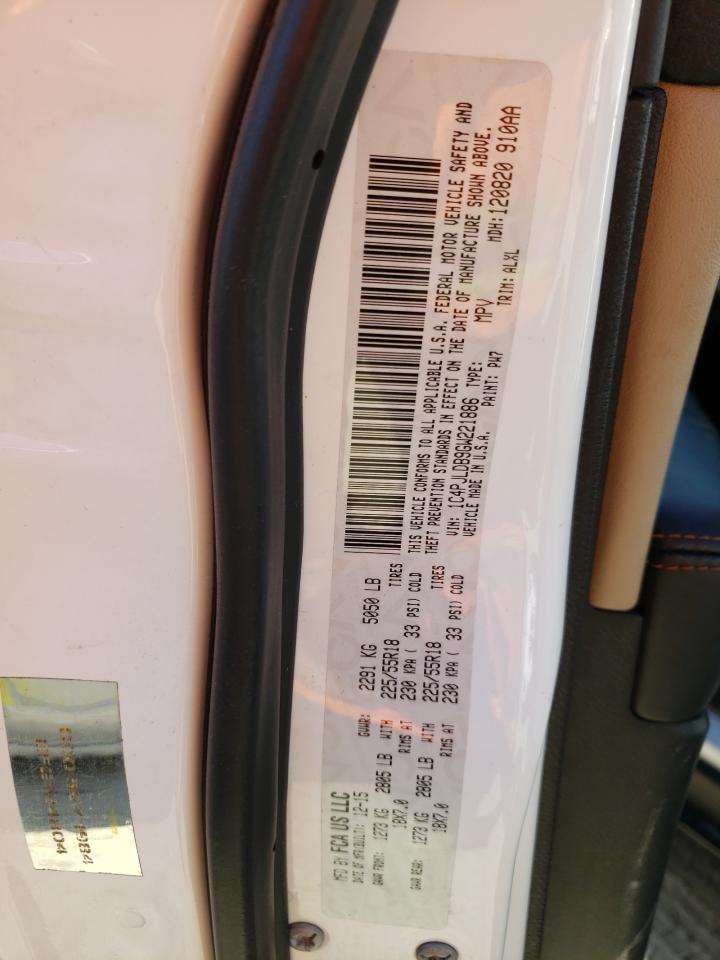 MFD BY FCA US LLC
DATE OF MFR(BUILT): 12-15 GVWR: 2291 KG 5050 LB
GAWR FRONT: 1273 KG 2805 LB WITH 225/55R18 TIRES
18X7.0 RIMS AT 230 KPA ( 33 PSI) COLD
GAWR REAR: 1273 KG 2805 LB WITH 225/55R18 TIRES
18X7.0 RIMS AT 230 KPA ( 33 PSI) COLD
THIS VEHICLE CONFORMS TO ALL APPLICABLE U.S.A. FEDERAL MOTOR VEHICLE SAFETY AND
THEFT PREVENTION STANDARDS IN EFFECT ON THE DATE OF MANUFACTURE SHOWN ABOVE.
VIN: 1C4PJLDB9GW221886 TYPE: MPV MDH: 120820 910AA
VEHICLE MADE IN U.S.A. PAINT: PW7 TRIM: ALXL